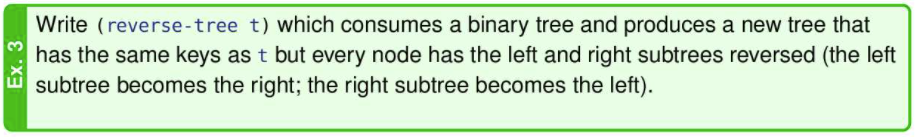 Ex. 3
Write (reverse-tree t) which consumes a binary tree and produces a new tree that
has the same keys as t but every node has the left and right subtrees reversed (the left
subtree becomes the right; the right subtree becomes the left).